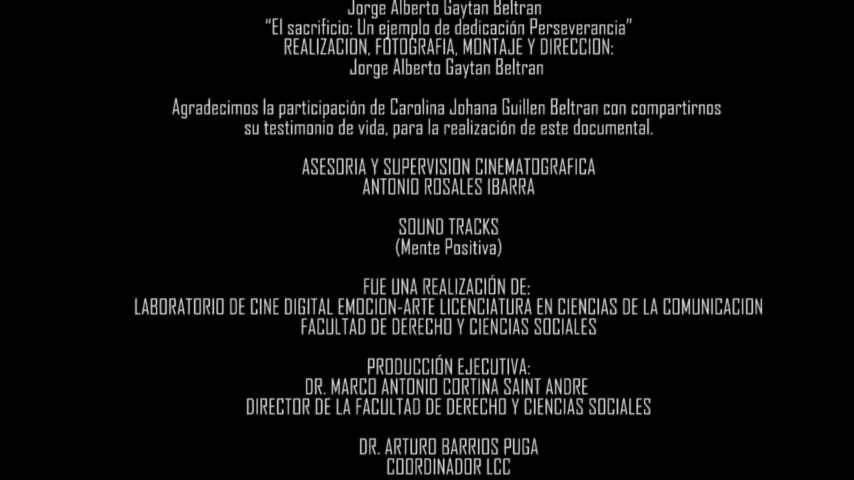 Jorge Alberto Gaytan Beltran
“El sacrificio: Un ejemplo de dedicación Perseverancia”
REALIZACION, FOTOGRAFIA, MONTAJE Y DIRECCION:
Jorge Alberto Gaytan Beltran
Agradecimos la participación de Carolina Johana Guillen Beltran con compartirnos
su testimonio de vida, para la realización de este documental.
ASESORIA Y SUPERVISION CINEMATOGRAFICA
ANTONIO ROSALES IBARRA
SOUND TRACKS
(Mente Positiva)
FUE UNA REALIZACIÓN DE:
LABORATORIO DE CINE DIGITAL EMOCION-ARTE LICENCIATURA EN CIENCIAS DE LA COMUNICACION
FACULTAD DE DERECHO Y CIENCIAS SOCIALES
PRODUCCIÓN EJECUTIVA:
DR. MARCO ANTONIO CORTINA SAINT ANDRE
DIRECTOR DE LA FACULTAD DE DERECHO Y CIENCIAS SOCIALES
DR. ARTURO BARRIOS PUGA
COORDINADOR LCC